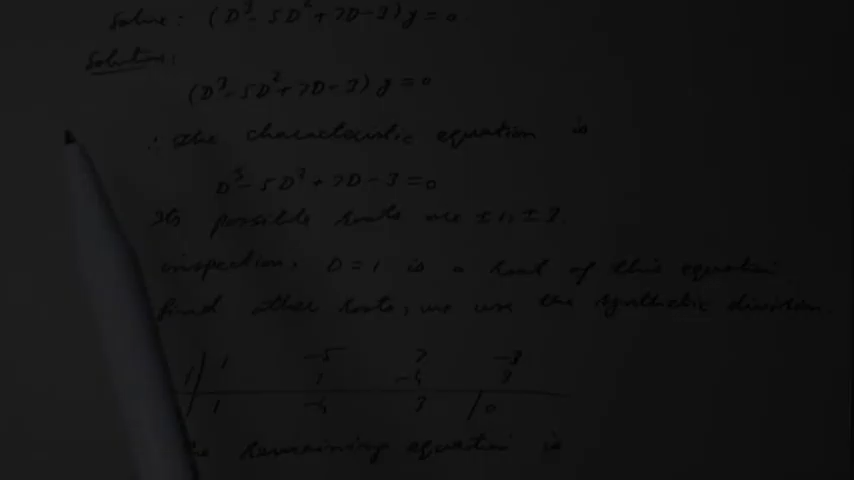 Solve: (D³-5D²+7D-3)y=0.
Solution:
(D³-5D²+7D-3) y=0
∴ The characteristic equation is
D³-5D²+7D-3=0
Its possible roots are ±1, ±3.
inspection, D=1 is a root of this equation
find other roots, we use the synthetic division.
1/ 1 -5 7 -3
1 -4 3
/ 1 -4 3 /0
he remaining equation is